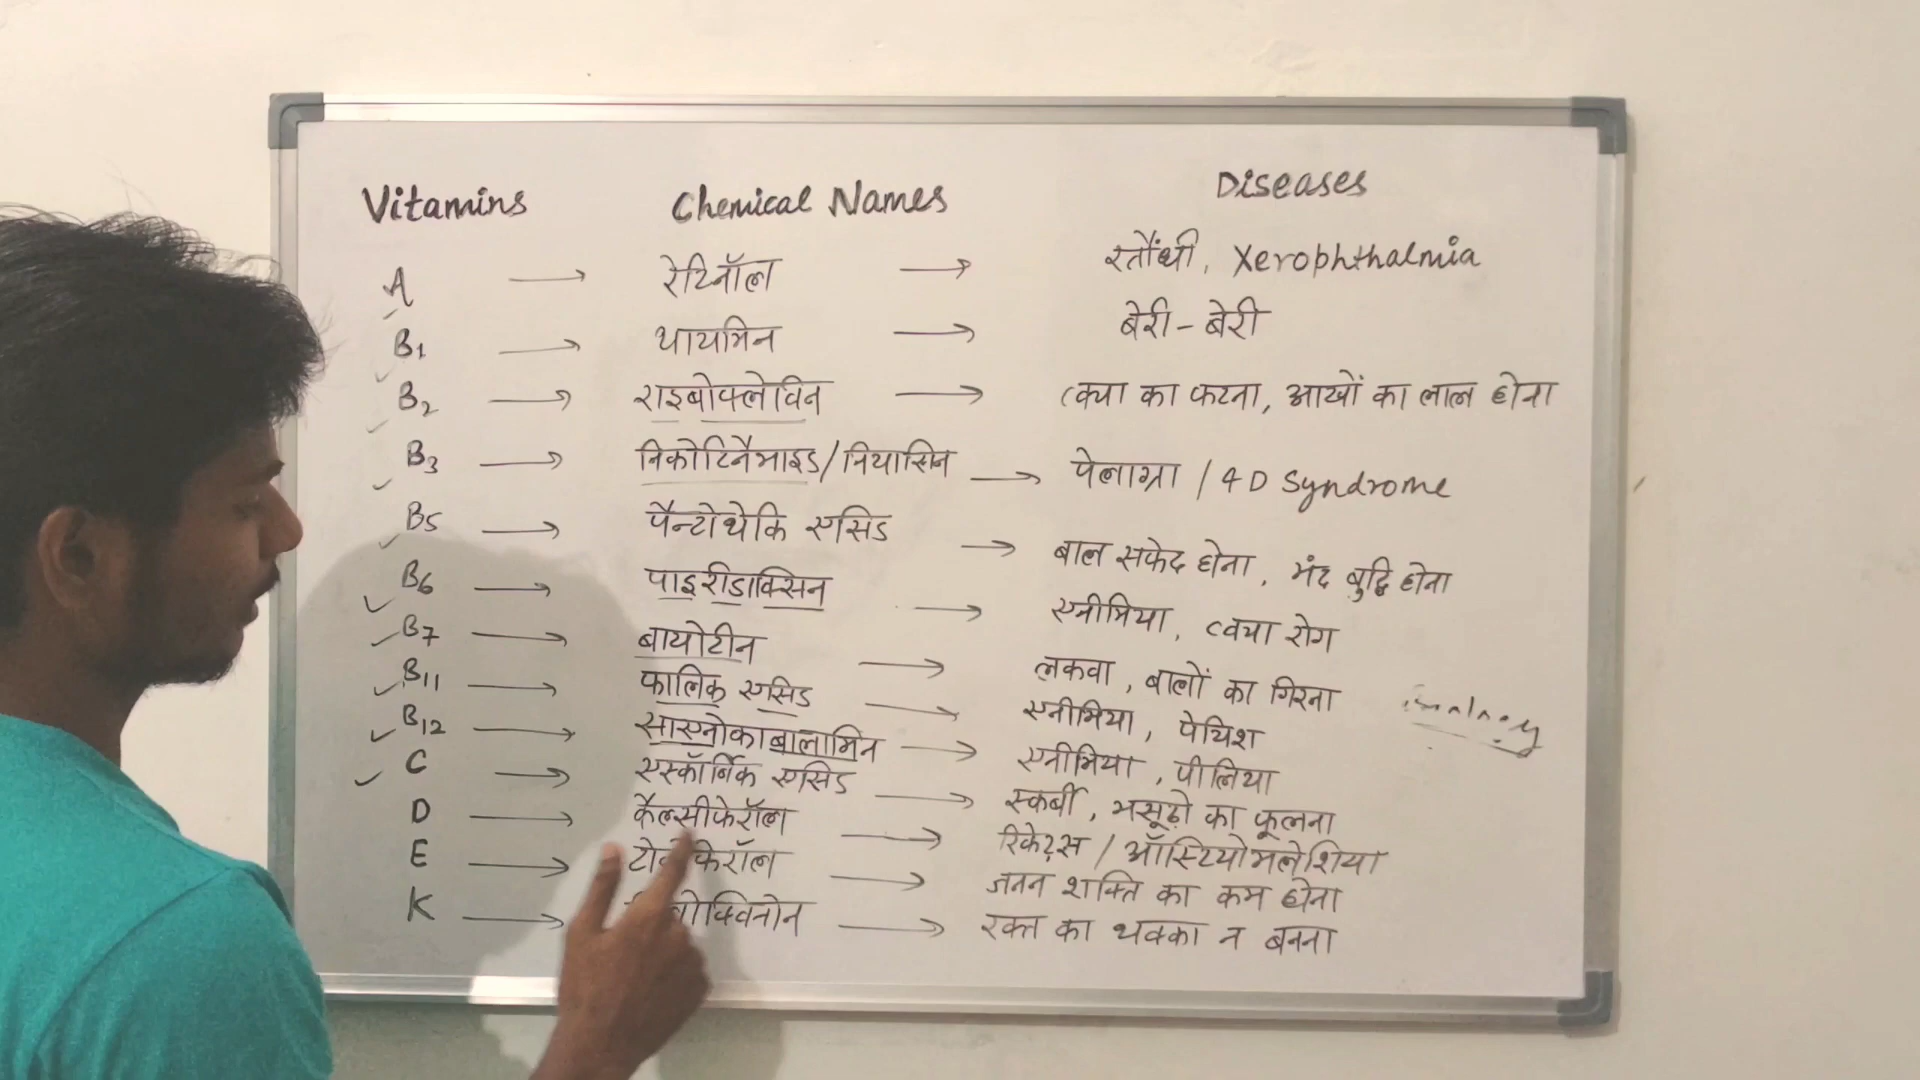 Vitamins Chemical Names Diseases
A → रेटिनॉल → रतौंधी, Xerophthalmia
B1 → थायमिन → बेरी-बेरी
B2 → राइबोफ्लेविन → त्वचा का फटना, आखों का लाल होना
B3 → निकोटिनैमाइड/नियासिन → पेलाग्रा / 4D Syndrome
B5 → पैन्टोथेकि एसिड → बाल सफेद होना, मंद बुद्धि होना
B6 → पाइरीडाक्सिन → एनीमिया, त्वचा रोग
B7 → बायोटीन → लकवा, बालों का गिरना
B11 → फालिक एसिड → एनीमिया, पेचिश
B12 → साएनोकाबालामिन → एनीमिया, पीलिया
C → एस्कॉर्बिक एसिड → स्कर्बी, मसूढ़ो का फूलना
D → कैल्सीफेरॉल → रिकेट्स / ऑस्टियोमलेशिया
E → → जनन शक्ति का कम होना
K → → रक्त का थक्का न बनना